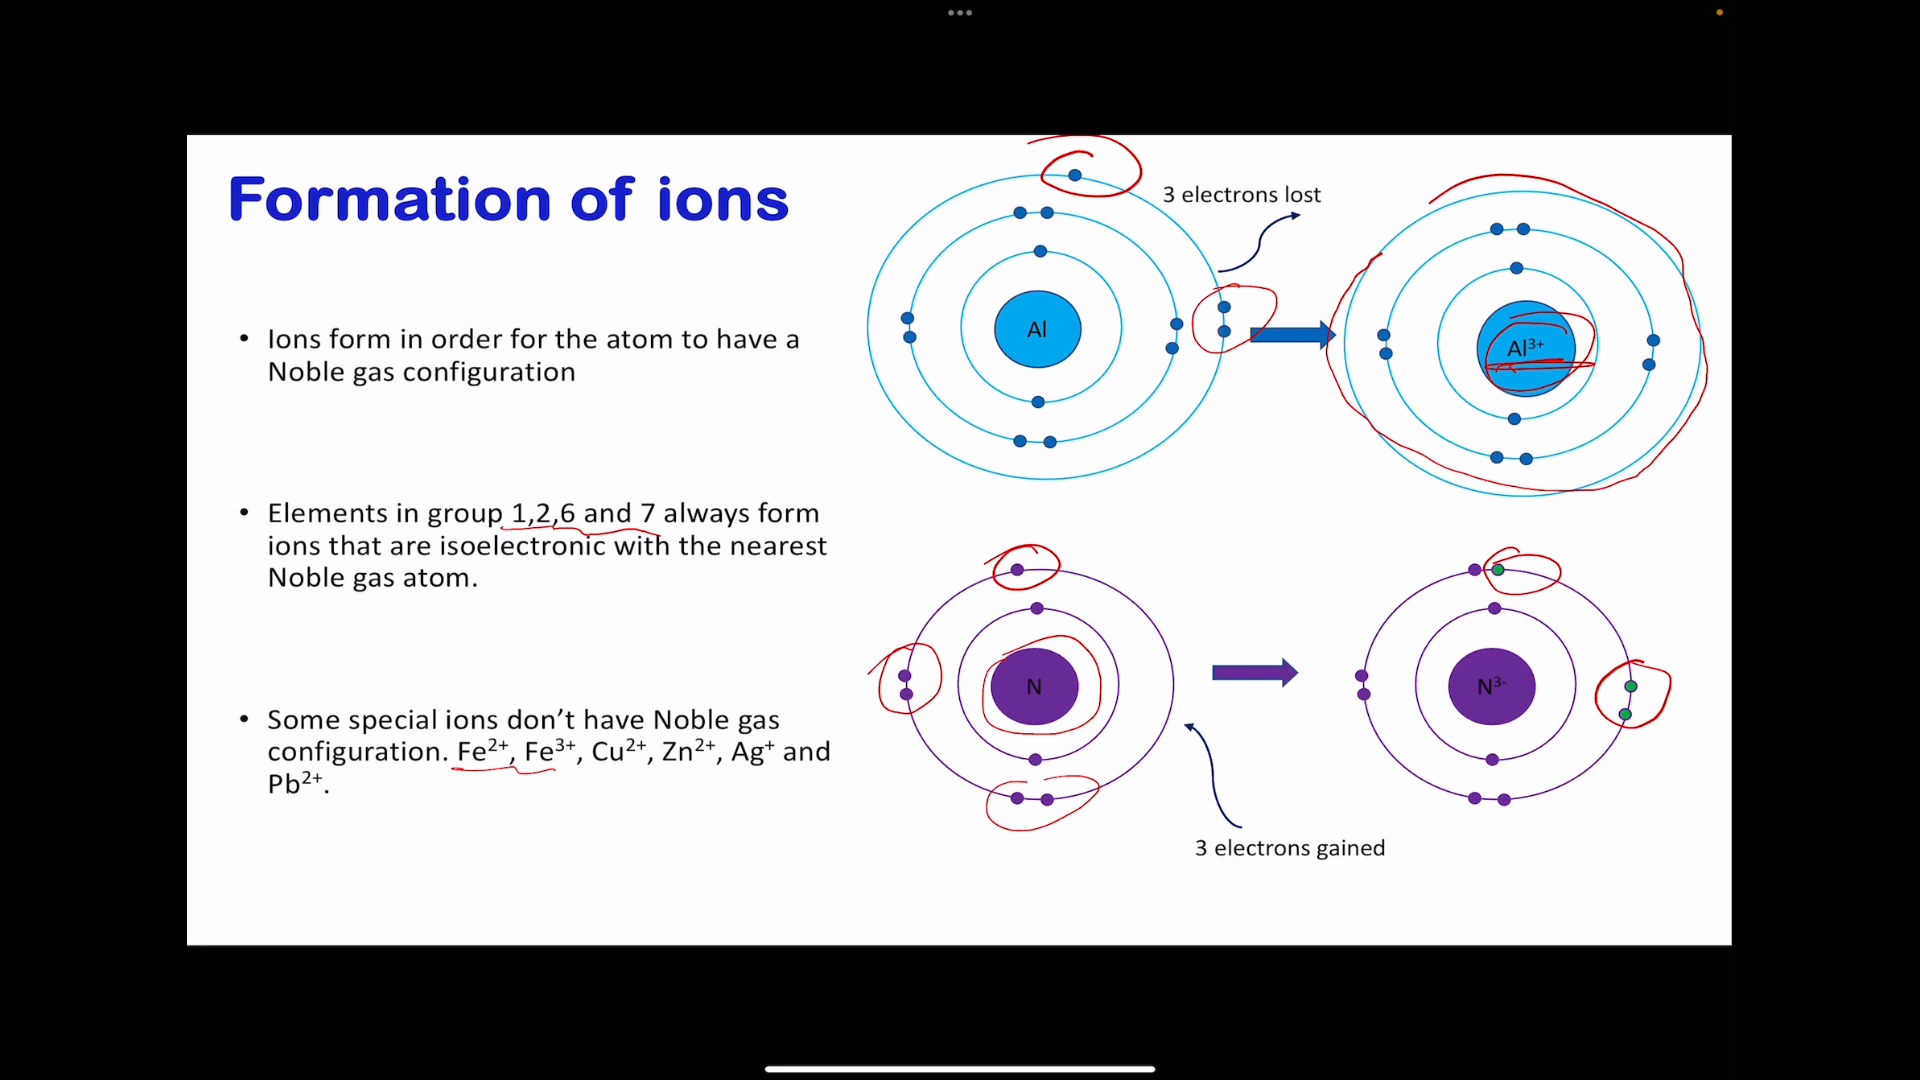 Formation of ions
• Ions form in order for the atom to have a
Noble gas configuration
• Elements in group 1,2,6 and 7 always form
ions that are isoelectronic with the nearest
Noble gas atom.
• Some special ions don’t have Noble gas
configuration. Fe²⁺, Fe³⁺, Cu²⁺, Zn²⁺, Ag⁺ and
Pb²⁺.
3 electrons lost
Al
Al³⁺
N
N³⁻
3 electrons gained